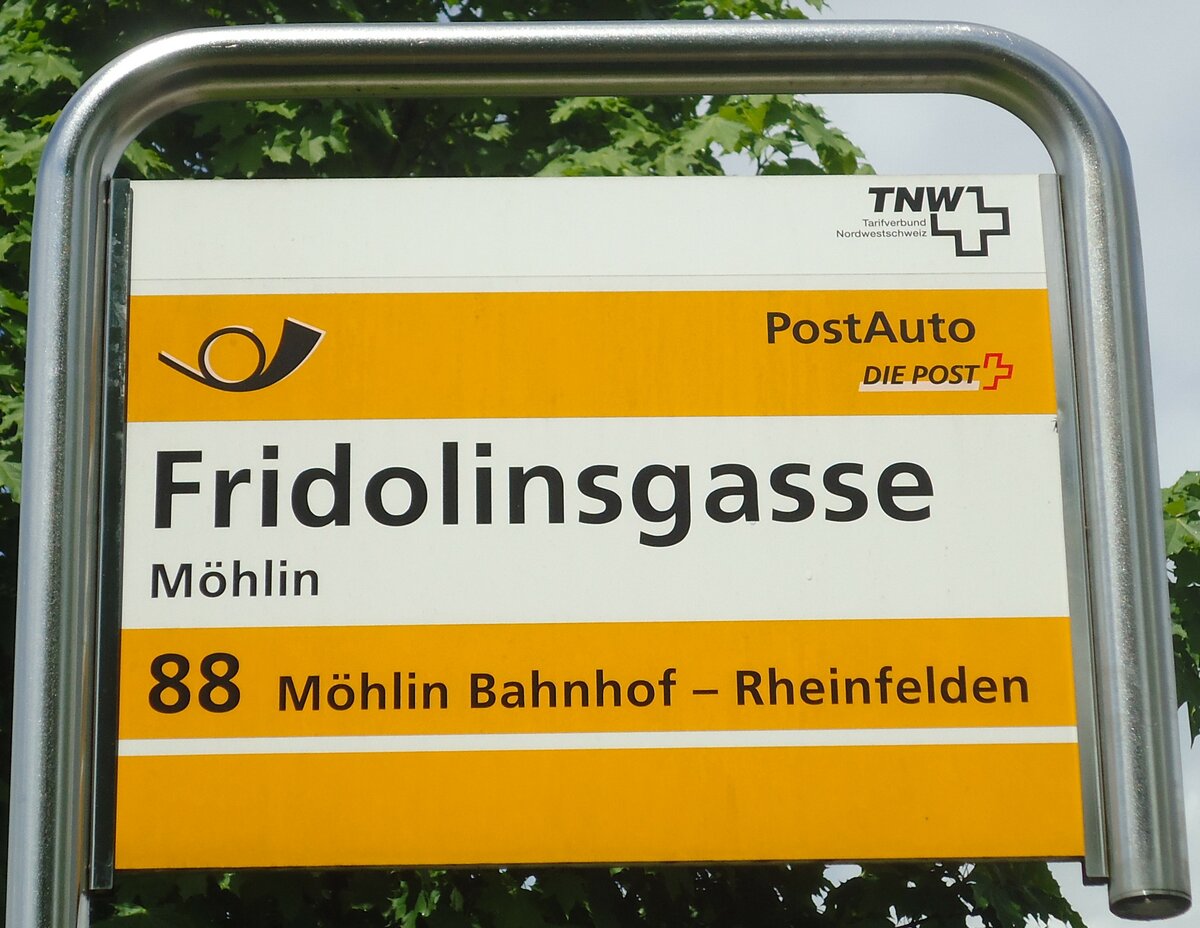 TNW
Tarifverbund
Nordwestschweiz
PostAuto
DIE POST
Fridolinsgasse
Möhlin
88 Möhlin Bahnhof – Rheinfelden